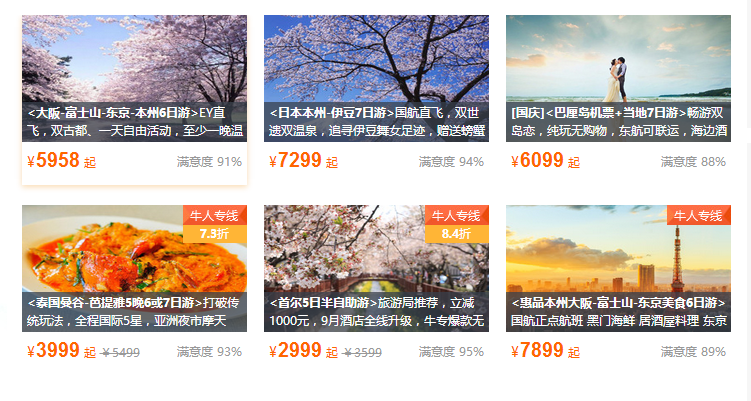 <大阪-富士山-东京-本州6日游>EY直
飞，双古都、一天自由活动，至少一晚温
¥5958 起 满意度 91%
<日本本州-伊豆7日游>国航直飞，双世
遗双温泉，追寻伊豆舞女足迹，赠送螃蟹
¥7299 起 满意度 94%
[国庆]<巴厘岛机票+当地7日游>畅游双
岛恋，纯玩无购物，东航可联运，海边酒
¥6099 起 满意度 88%
牛人专线
7.3折
<泰国曼谷-芭提雅5晚6或7日游>打破传
统玩法，全程国际5星，亚洲夜市摩天
¥3999 起 ¥5499 满意度 93%
牛人专线
8.4折
<首尔5日半自助游>旅游局推荐，立减
1000元，9月酒店全线升级，牛专爆款无
¥2999 起 ¥3599 满意度 95%
牛人专线
<惠品本州大阪-富士山-东京美食6日游>
国航正点航班 黑门海鲜 居酒屋料理 东京
¥7899 起 满意度 89%